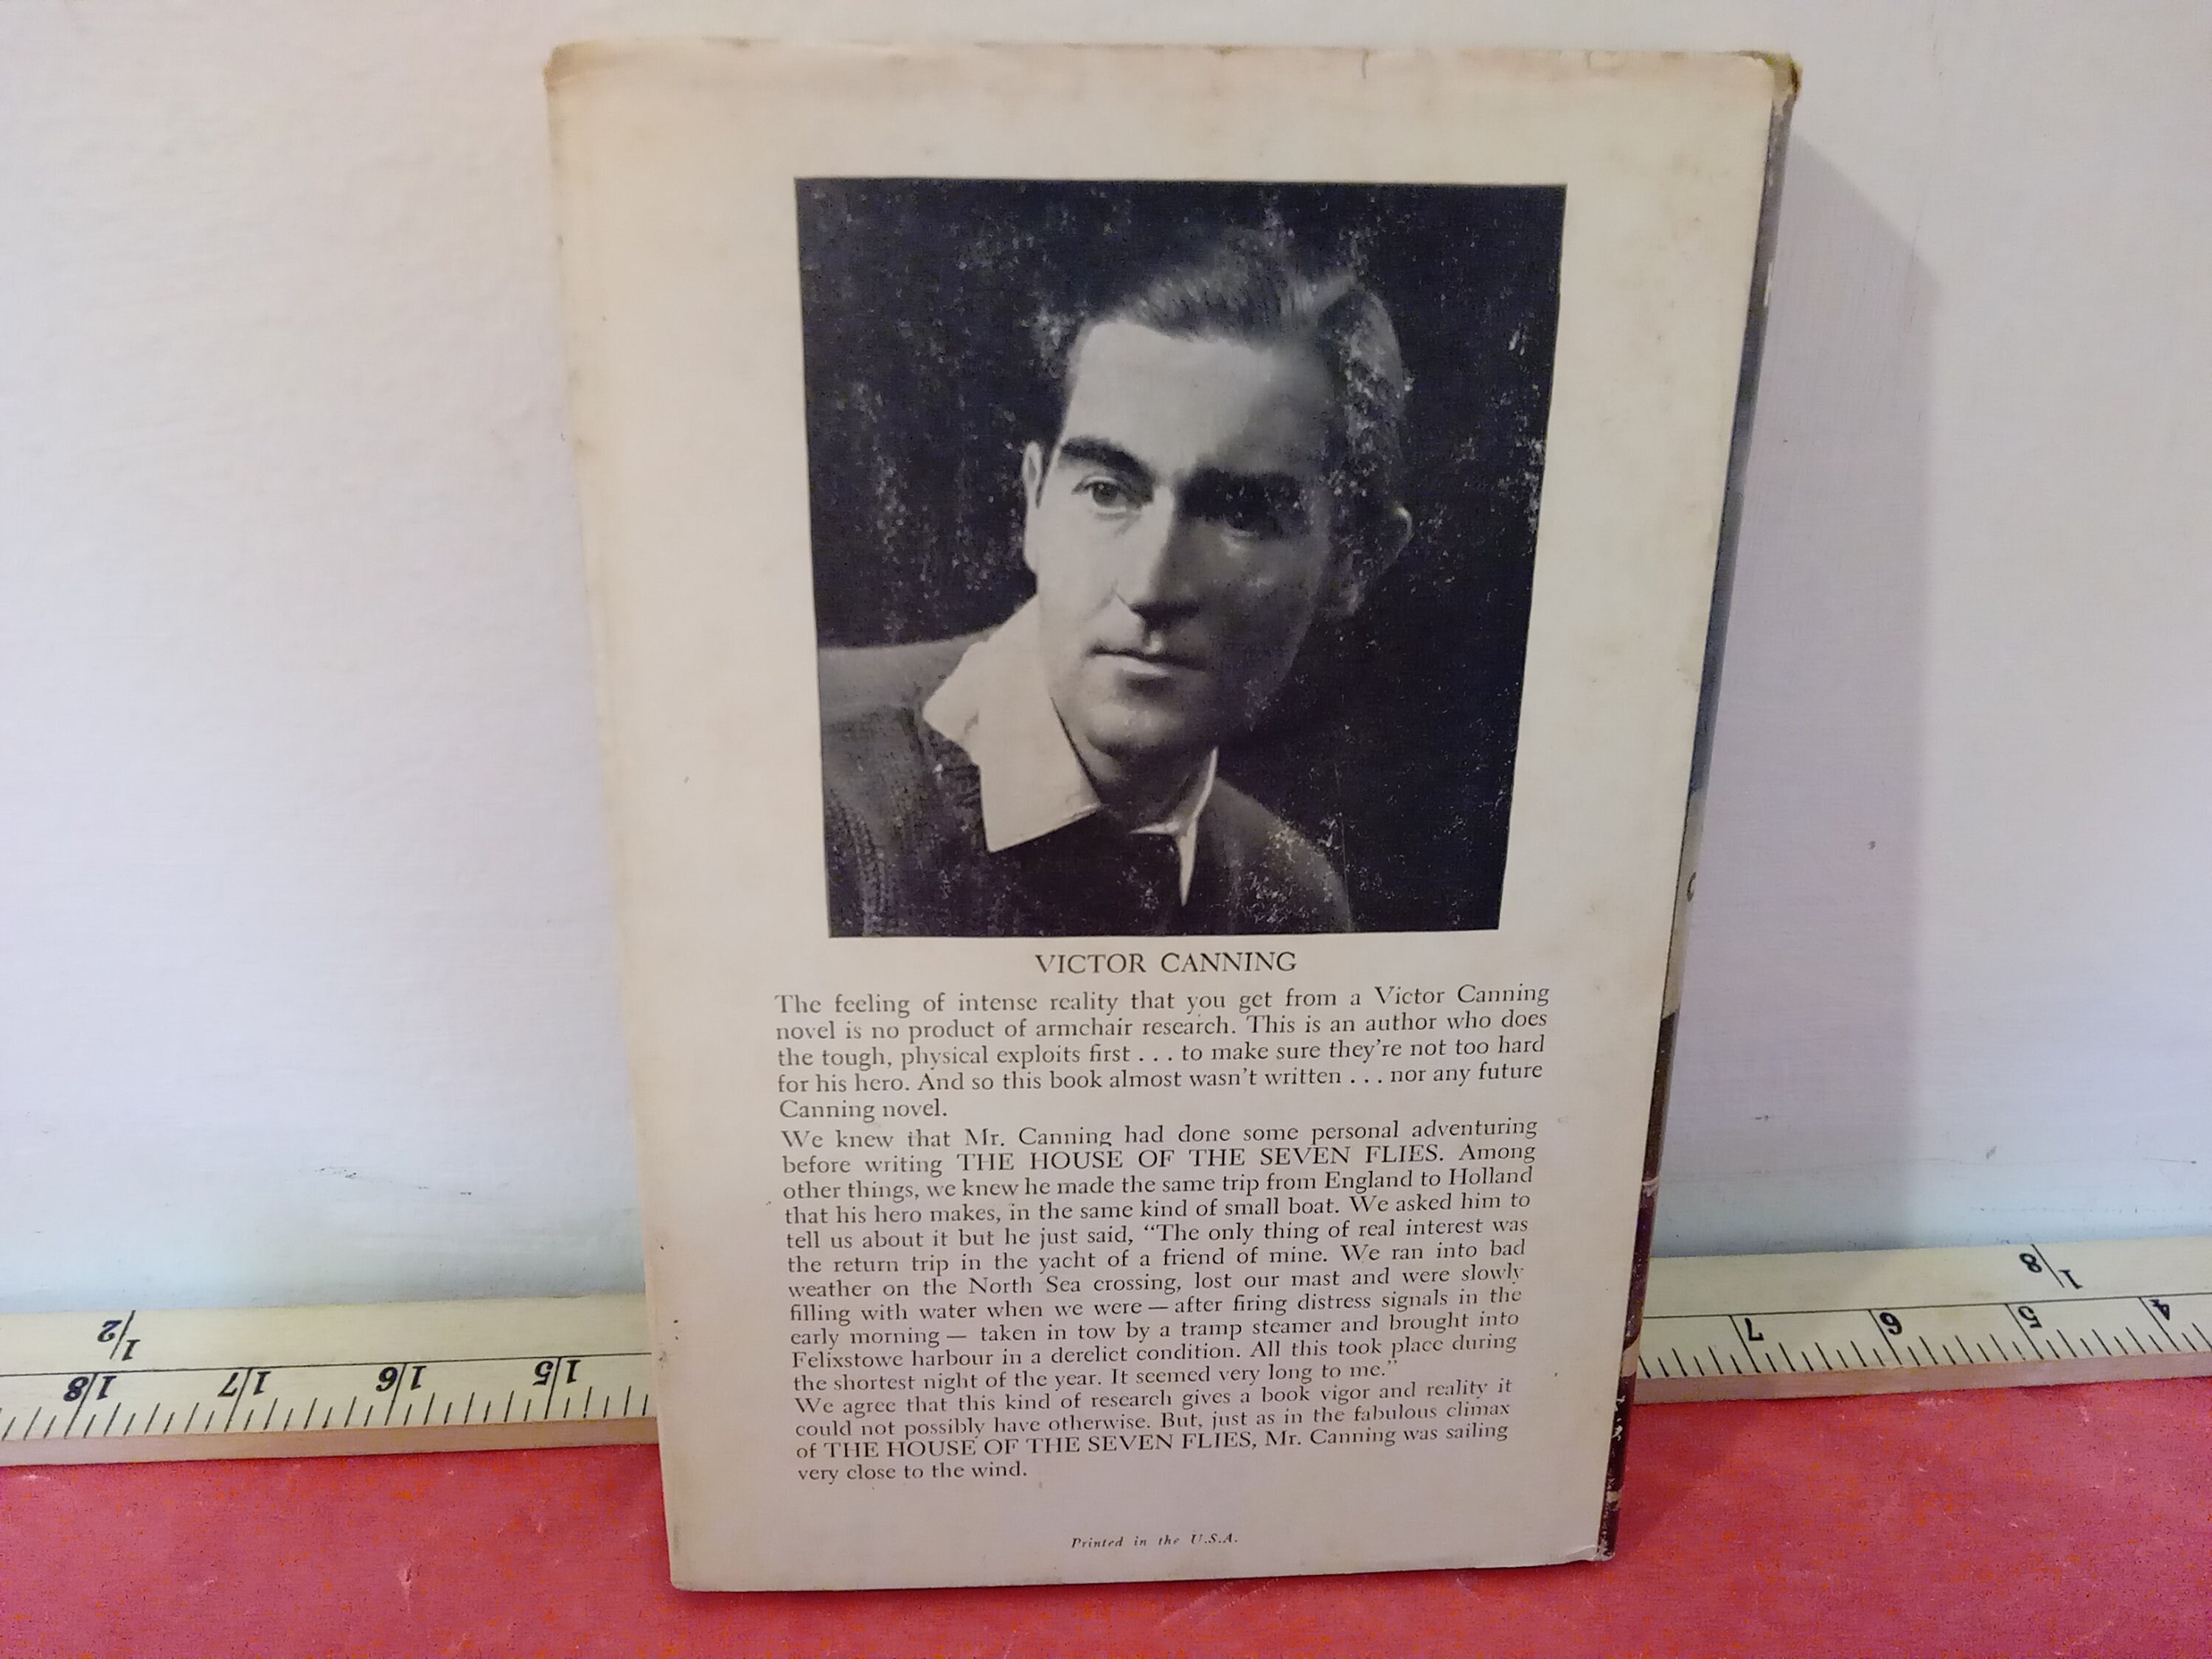 VICTOR CANNING
The feeling of intense reality that you get from a Victor Canning
novel is no product of armchair research. This is an author who does
the tough, physical exploits first . . . to make sure they're not too hard
for his hero. And so this book almost wasn't written . . . nor any future
Canning novel.
We knew that Mr. Canning had done some personal adventuring
before writing THE HOUSE OF THE SEVEN FLIES. Among
other things, we knew he made the same trip from England to Holland
that his hero makes, in the same kind of small boat. We asked him to
tell us about it but he just said, “The only thing of real interest was
the return trip in the yacht of a friend of mine. We ran into bad
weather on the North Sea crossing, lost our mast and were slowly
filling with water when we were — after firing distress signals in the
early morning — taken in tow by a tramp steamer and brought into
Felixstowe harbour in a derelict condition. All this took place during
the shortest night of the year. It seemed very long to me.”
We agree that this kind of research gives a book vigor and reality it
could not possibly have otherwise. But, just as in the fabulous climax
of THE HOUSE OF THE SEVEN FLIES, Mr. Canning was sailing
very close to the wind.
Printed in the U.S.A.
1/2
18 17 16 15
1/8
7 6 5 4